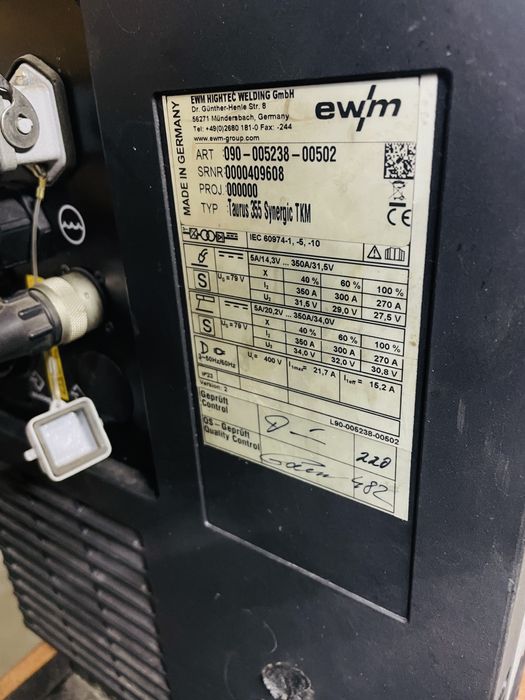 MADE IN GERMANY
EWM HIGHTEC WELDING GmbH
Dr. Günther-Henle Str. 8
56271 Mündersbach, Germany
Tel: +49(0)2680 181-0 Fax: -244
www.ewm-group.com
ewm
ART :090-005238-00502
SRNR:0000409608
PROJ:000000
TYP :Taurus 355 Synergic TKM
CE
IEC 60974-1, -5, -10
5A/14,3V ... 350A/31,5V
S U₀=79 V X 40 % 60 % 100 %
I₂ 350 A 300 A 270 A
U₂ 31,5 V 29,0 V 27,5 V
5A/20,2V ... 350A/34,0V
S U₀=79 V X 40 % 60 % 100 %
I₂ 350 A 300 A 270 A
U₂ 34,0 V 32,0 V 30,8 V
3~50Hz/60Hz U₁= 400 V I₁max= 21,7 A I₁eff= 15,2 A
IP23
Version: 2
L90-005238-00502
Geprüft
Control
220
QS-Geprüft
Quality Control
482